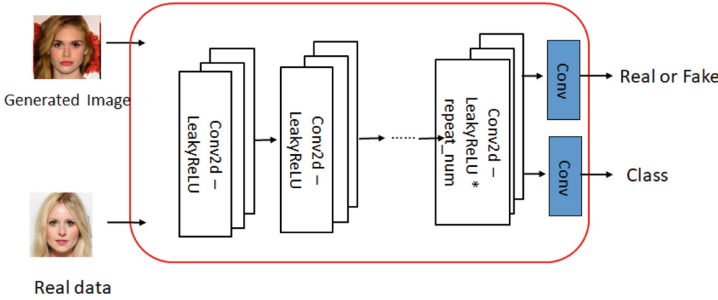 Generated Image
Real data
Conv2d –
LeakyReLU
Conv2d –
LeakyReLU
......
Conv2d –
LeakyReLU *
repeat_num
Conv
Real or Fake
Conv
Class